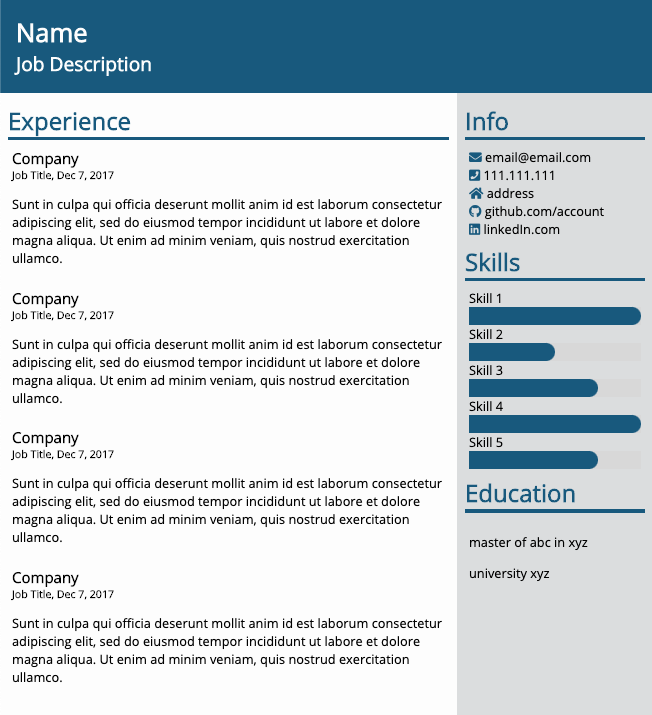 Name
Job Description
Experience
Company
Job Title, Dec 7, 2017
Sunt in culpa qui officia deserunt mollit anim id est laborum consectetur
adipiscing elit, sed do eiusmod tempor incididunt ut labore et dolore
magna aliqua. Ut enim ad minim veniam, quis nostrud exercitation
ullamco.
Company
Job Title, Dec 7, 2017
Sunt in culpa qui officia deserunt mollit anim id est laborum consectetur
adipiscing elit, sed do eiusmod tempor incididunt ut labore et dolore
magna aliqua. Ut enim ad minim veniam, quis nostrud exercitation
ullamco.
Company
Job Title, Dec 7, 2017
Sunt in culpa qui officia deserunt mollit anim id est laborum consectetur
adipiscing elit, sed do eiusmod tempor incididunt ut labore et dolore
magna aliqua. Ut enim ad minim veniam, quis nostrud exercitation
ullamco.
Company
Job Title, Dec 7, 2017
Sunt in culpa qui officia deserunt mollit anim id est laborum consectetur
adipiscing elit, sed do eiusmod tempor incididunt ut labore et dolore
magna aliqua. Ut enim ad minim veniam, quis nostrud exercitation
ullamco.
Info
email@email.com
111.111.111
address
github.com/account
linkedIn.com
Skills
Skill 1
Skill 2
Skill 3
Skill 4
Skill 5
Education
master of abc in xyz
university xyz